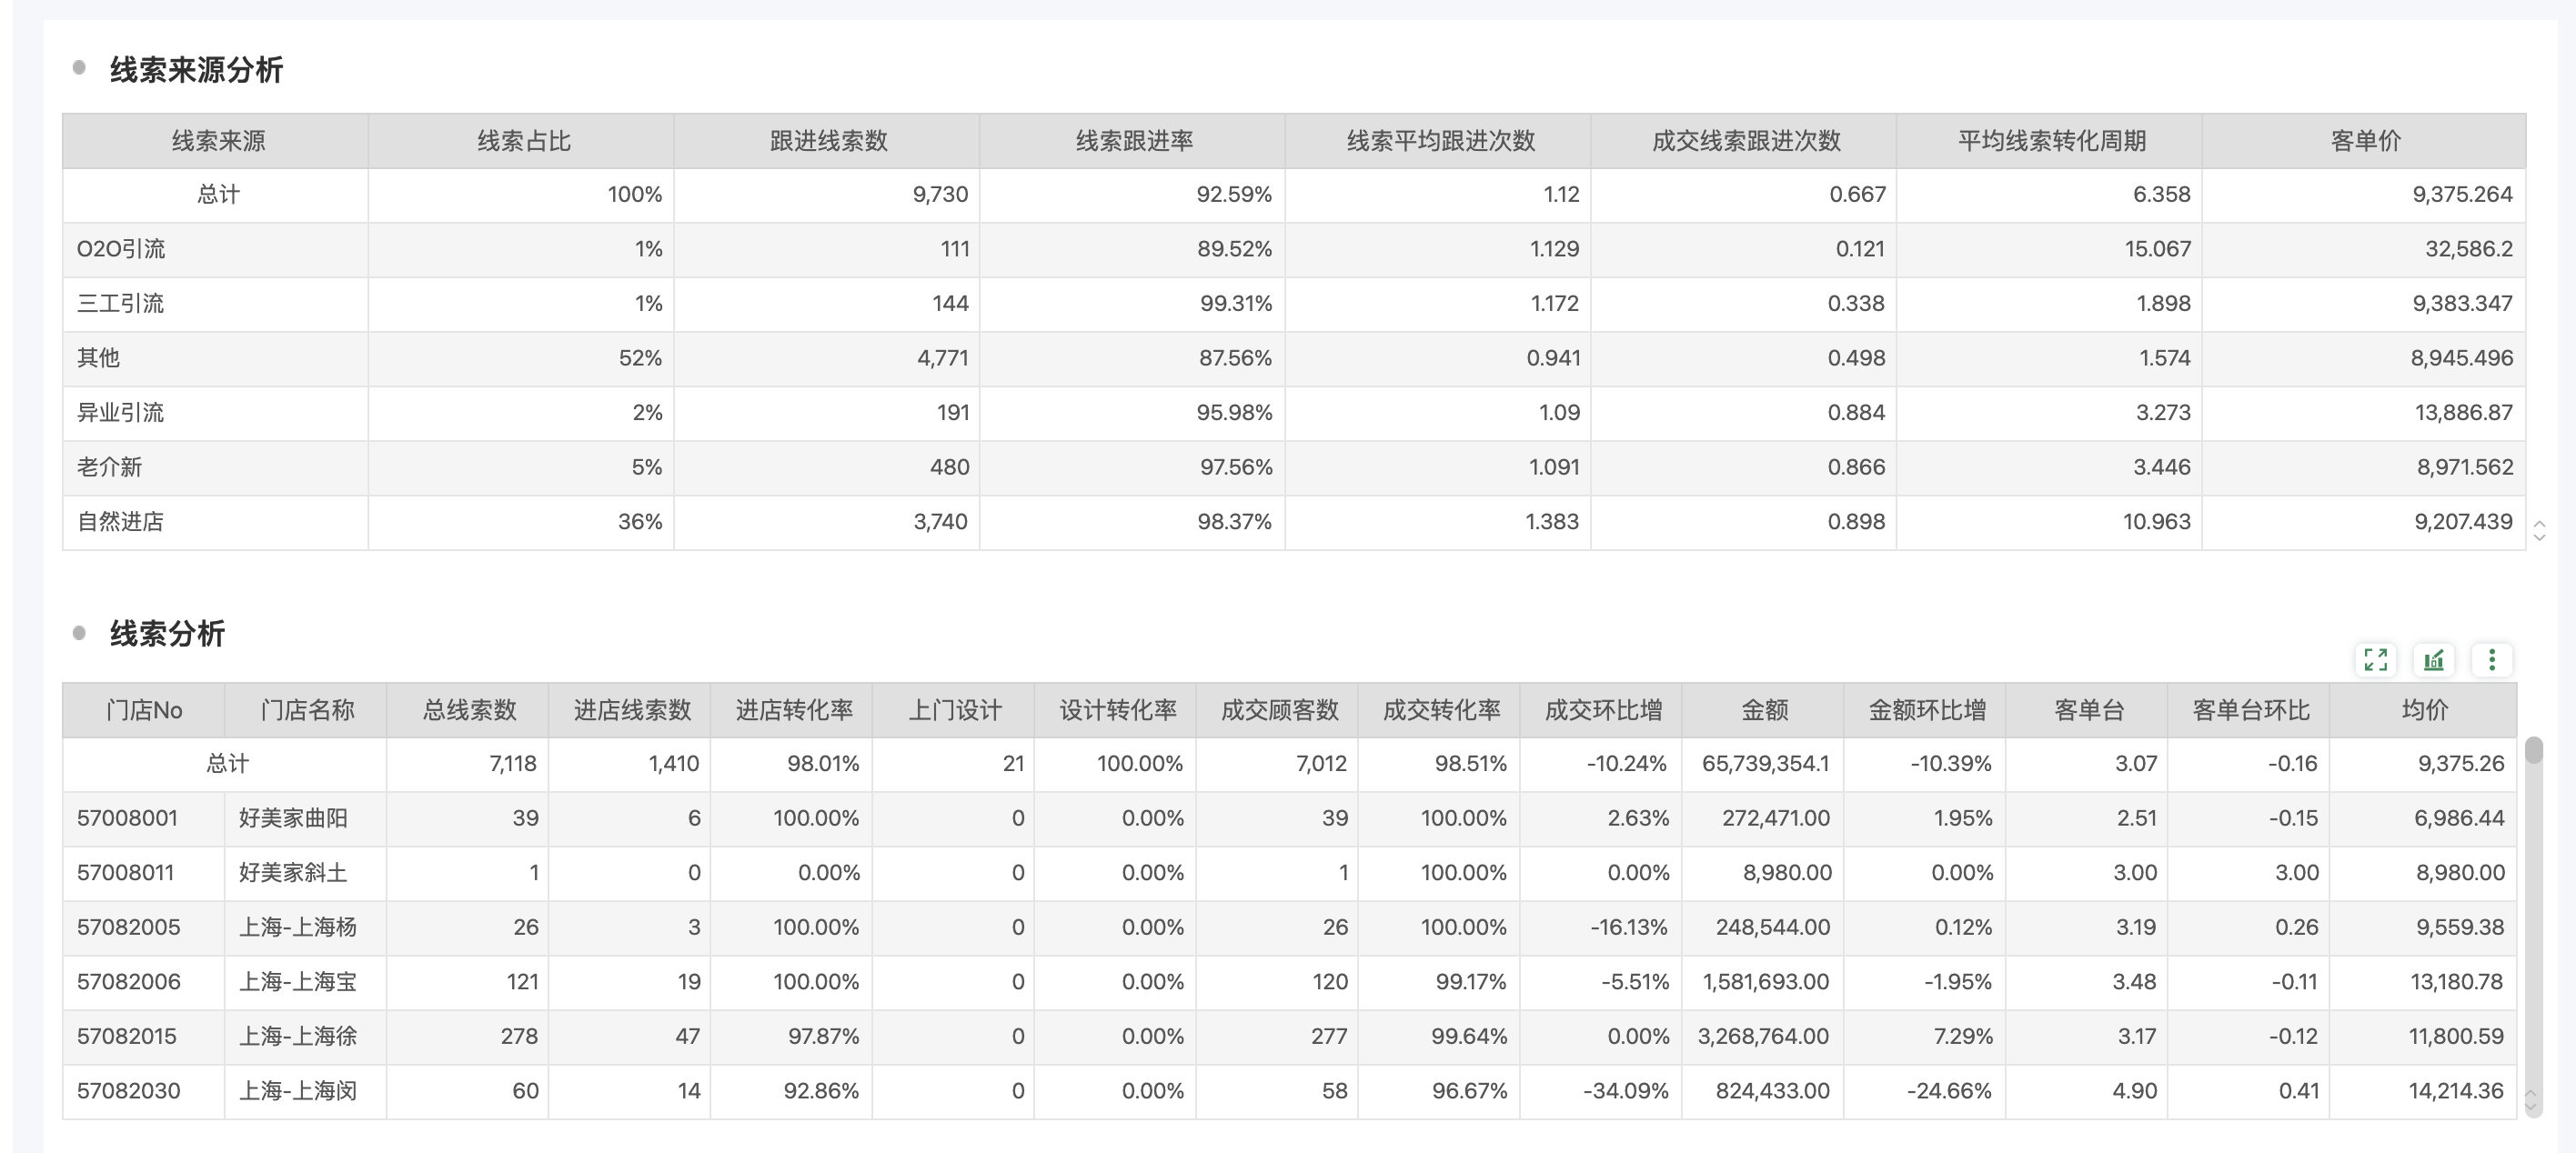 线索来源分析
线索来源 线索占比 跟进线索数 线索跟进率 线索平均跟进次数 成交线索跟进次数 平均线索转化周期 客单价
总计 100% 9,730 92.59% 1.12 0.667 6.358 9,375.264
O2O引流 1% 111 89.52% 1.129 0.121 15.067 32,586.2
三工引流 1% 144 99.31% 1.172 0.338 1.898 9,383.347
其他 52% 4,771 87.56% 0.941 0.498 1.574 8,945.496
异业引流 2% 191 95.98% 1.09 0.884 3.273 13,886.87
老介新 5% 480 97.56% 1.091 0.866 3.446 8,971.562
自然进店 36% 3,740 98.37% 1.383 0.898 10.963 9,207.439
线索分析
门店No 门店名称 总线索数 进店线索数 进店转化率 上门设计 设计转化率 成交顾客数 成交转化率 成交环比增 金额 金额环比增 客单台 客单台环比 均价
总计 7,118 1,410 98.01% 21 100.00% 7,012 98.51% -10.24% 65,739,354.1 -10.39% 3.07 -0.16 9,375.26
57008001 好美家曲阳 39 6 100.00% 0 0.00% 39 100.00% 2.63% 272,471.00 1.95% 2.51 -0.15 6,986.44
57008011 好美家斜土 1 0 0.00% 0 0.00% 1 100.00% 0.00% 8,980.00 0.00% 3.00 3.00 8,980.00
57082005 上海-上海杨 26 3 100.00% 0 0.00% 26 100.00% -16.13% 248,544.00 0.12% 3.19 0.26 9,559.38
57082006 上海-上海宝 121 19 100.00% 0 0.00% 120 99.17% -5.51% 1,581,693.00 -1.95% 3.48 -0.11 13,180.78
57082015 上海-上海徐 278 47 97.87% 0 0.00% 277 99.64% 0.00% 3,268,764.00 7.29% 3.17 -0.12 11,800.59
57082030 上海-上海闵 60 14 92.86% 0 0.00% 58 96.67% -34.09% 824,433.00 -24.66% 4.90 0.41 14,214.36